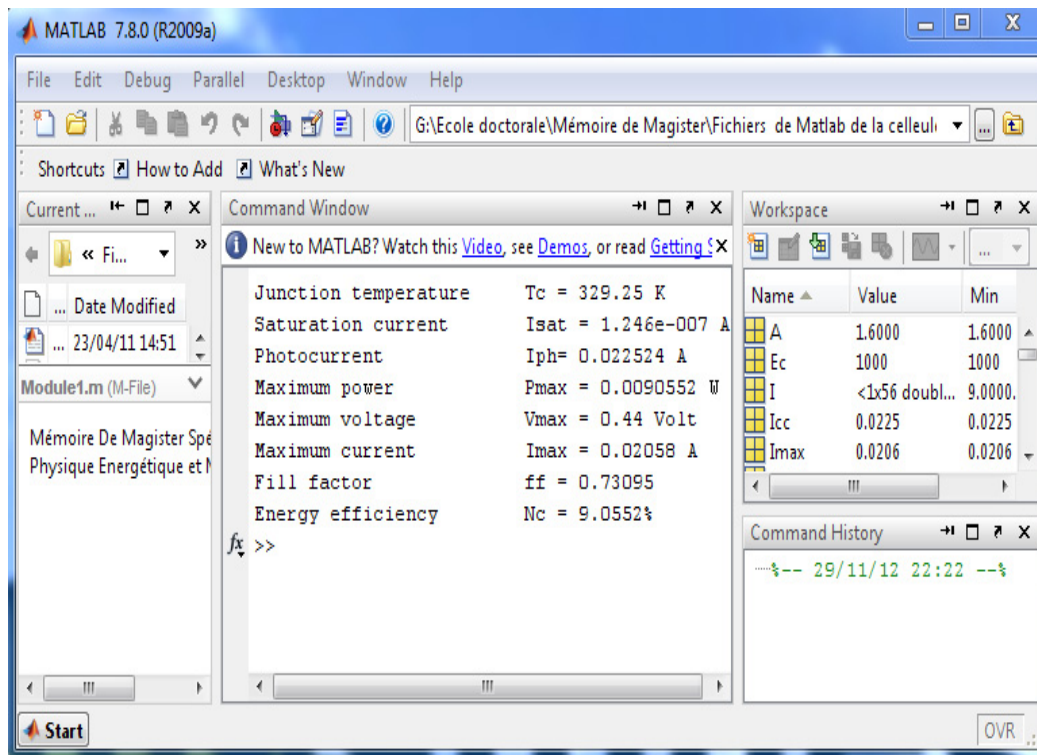 MATLAB 7.8.0 (R2009a)
File Edit Debug Parallel Desktop Window Help
G:\Ecole doctorale\Mémoire de Magister\Fichiers de Matlab de la celleul
Shortcuts How to Add What's New
Current ...
« Fi...
»
... Date Modified
... 23/04/11 14:51
Module1.m (M-File)
Mémoire De Magister Spé
Physique Energétique et
Command Window
New to MATLAB? Watch this Video, see Demos, or read Getting S
Junction temperature Tc = 329.25 K
Saturation current Isat = 1.246e-007 A
Photocurrent Iph= 0.022524 A
Maximum power Pmax = 0.0090552 W
Maximum voltage Vmax = 0.44 Volt
Maximum current Imax = 0.02058 A
Fill factor ff = 0.73095
Energy efficiency Nc = 9.0552%
fx >>
Workspace
...
Name Value Min
A 1.6000 1.6000
Ec 1000 1000
I <1x56 doubl... 9.0000.
Icc 0.0225 0.0225
Imax 0.0206 0.0206
Command History
%-- 29/11/12 22:22 --%
Start
OVR